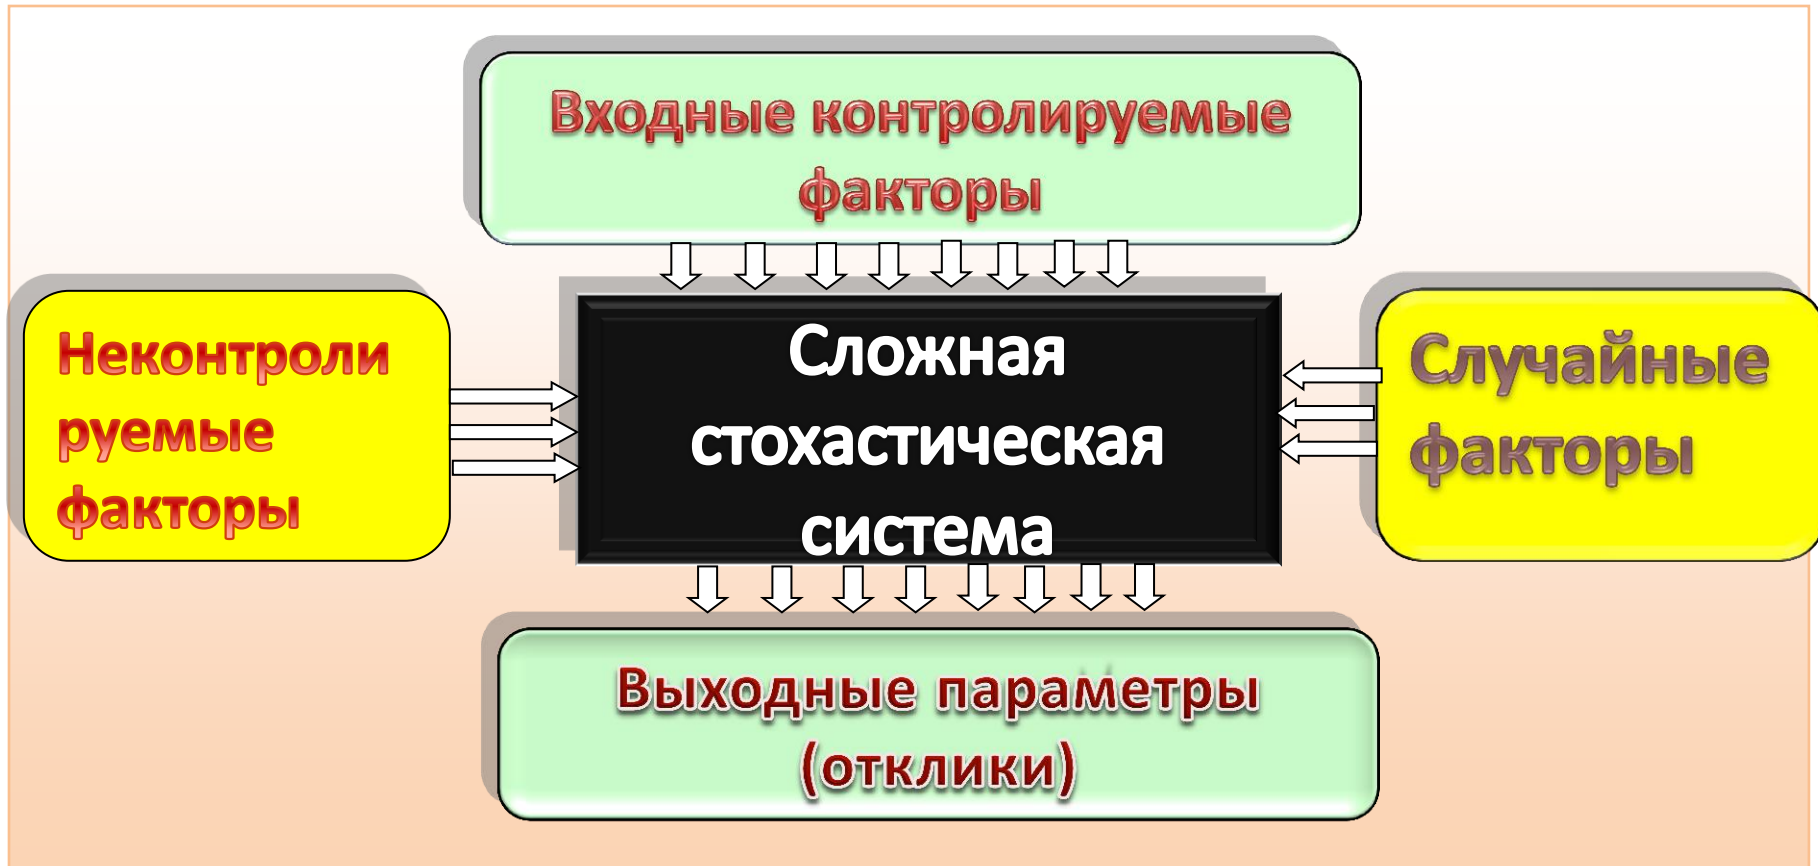 Входные контролируемые
факторы
Неконтроли
руемые
факторы
Сложная
стохастическая
система
Случайные
факторы
Выходные параметры
(отклики)